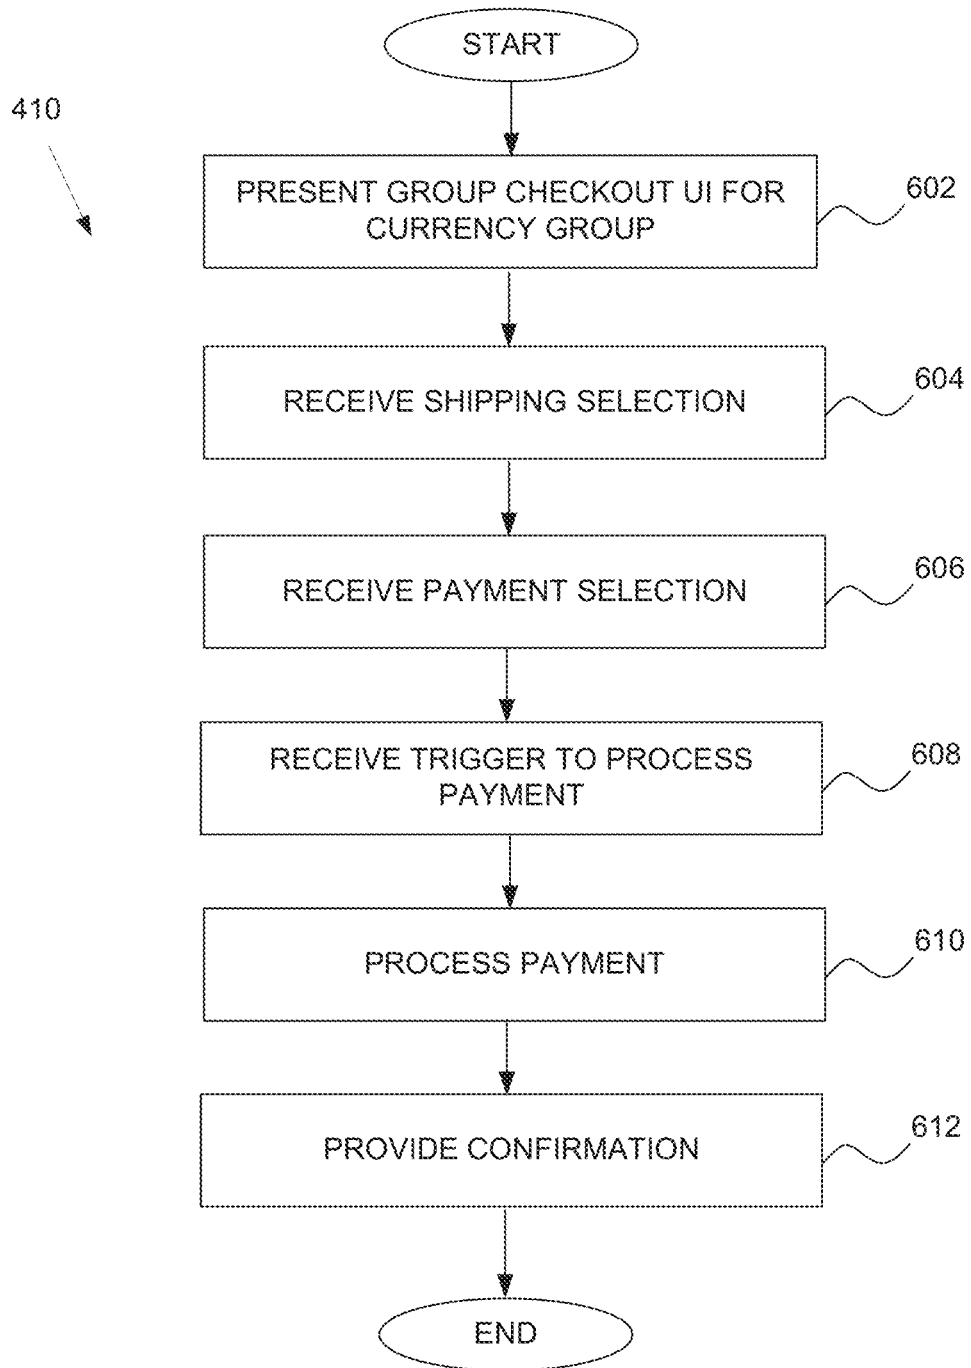 START
410
PRESENT GROUP CHECKOUT UI FOR
CURRENCY GROUP
602
RECEIVE SHIPPING SELECTION
604
RECEIVE PAYMENT SELECTION
606
RECEIVE TRIGGER TO PROCESS
PAYMENT
608
PROCESS PAYMENT
610
PROVIDE CONFIRMATION
612
END